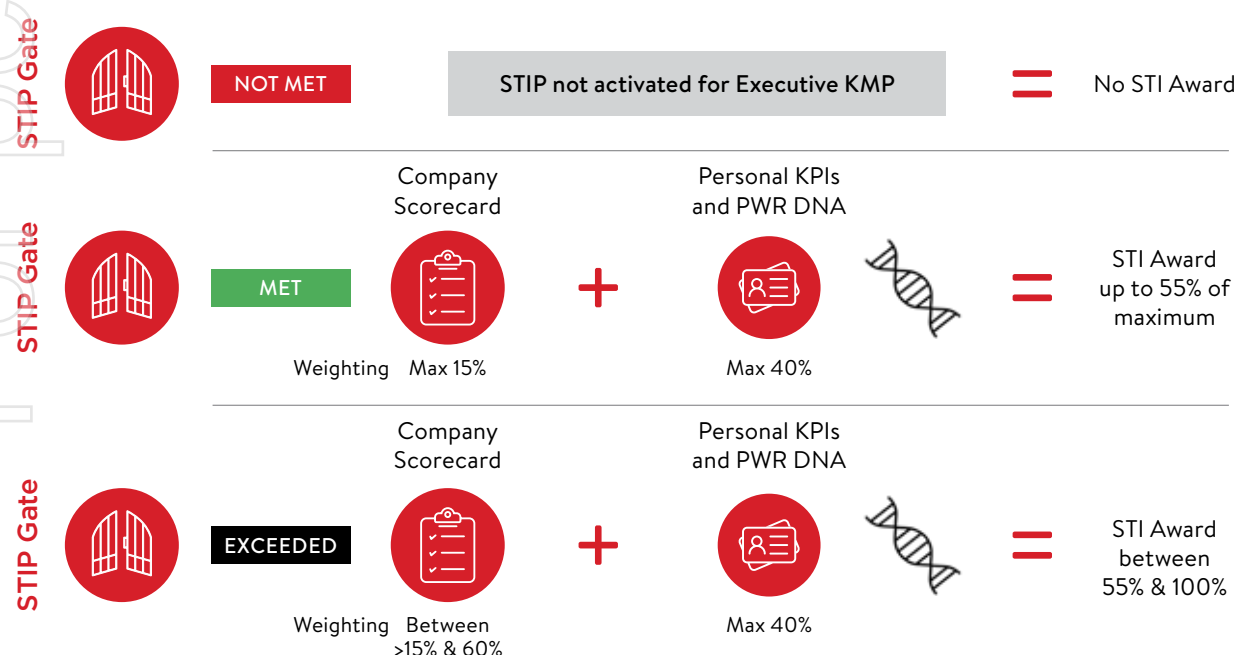 STIP Gate
NOT MET
STIP not activated for Executive KMP
=
No STI Award
STIP Gate
MET
Company
Scorecard
Weighting Max 15%
+
Personal KPIs
and PWR DNA
Max 40%
=
STI Award
up to 55% of
maximum
STIP Gate
EXCEEDED
Company
Scorecard
Weighting Between
>15% & 60%
+
Personal KPIs
and PWR DNA
Max 40%
=
STI Award
between
55% & 100%